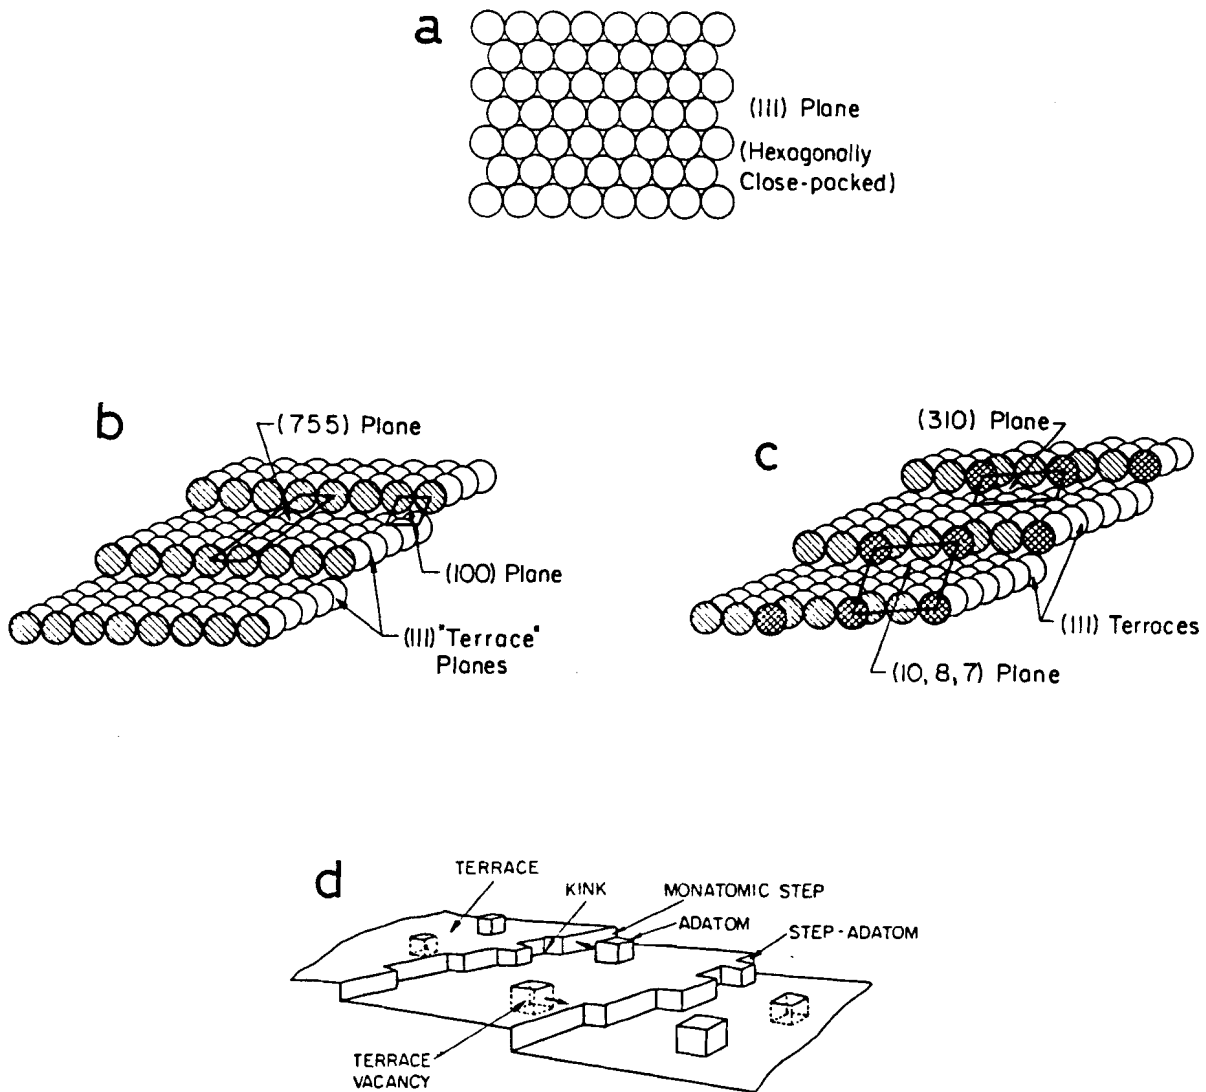 a
(111) Plane
(Hexagonally
Close-packed)
b
(755) Plane
(100) Plane
(111) "Terrace"
Planes
c
(310) Plane
(111) Terraces
(10, 8, 7) Plane
d
TERRACE
KINK
MONATOMIC STEP
ADATOM
STEP-ADATOM
TERRACE
VACANCY